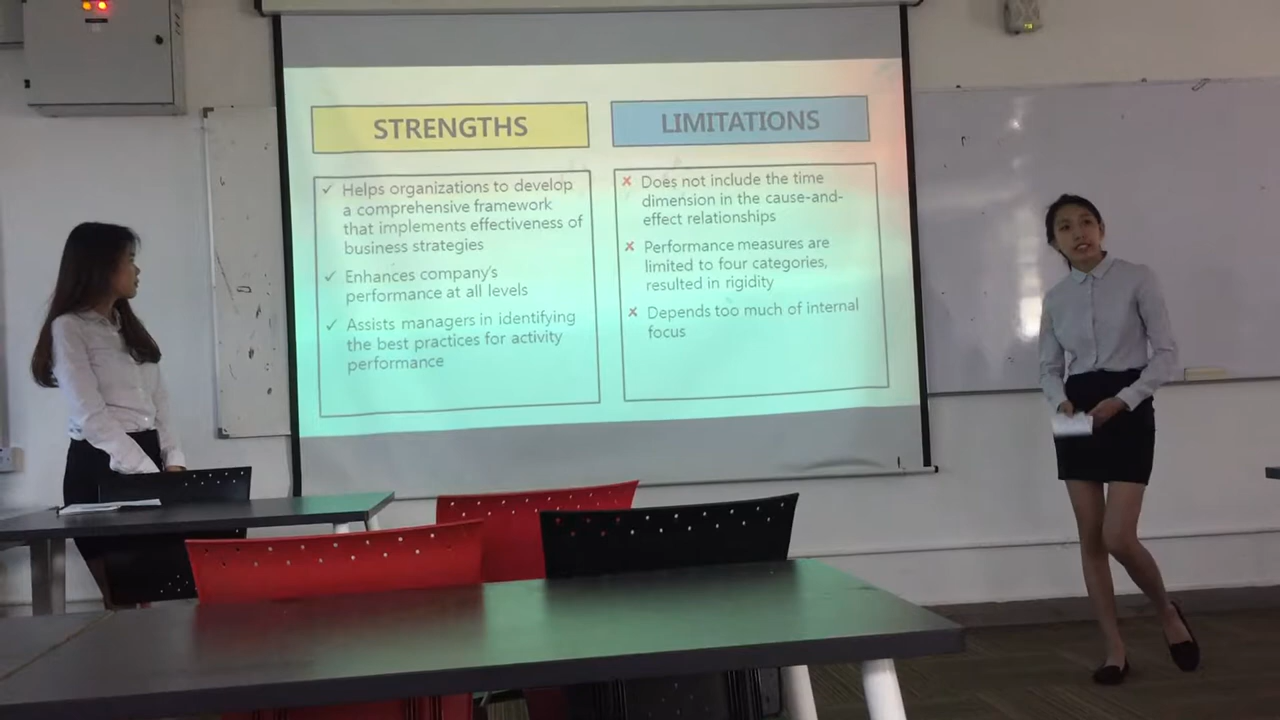 STRENGTHS
✓ Helps organizations to develop
a comprehensive framework
that implements effectiveness of
business strategies
✓ Enhances company's
performance at all levels
✓ Assists managers in identifying
the best practices for activity
performance
LIMITATIONS
✗ Does not include the time
dimension in the cause-and-
effect relationships
✗ Performance measures are
limited to four categories,
resulted in rigidity
✗ Depends too much of internal
focus